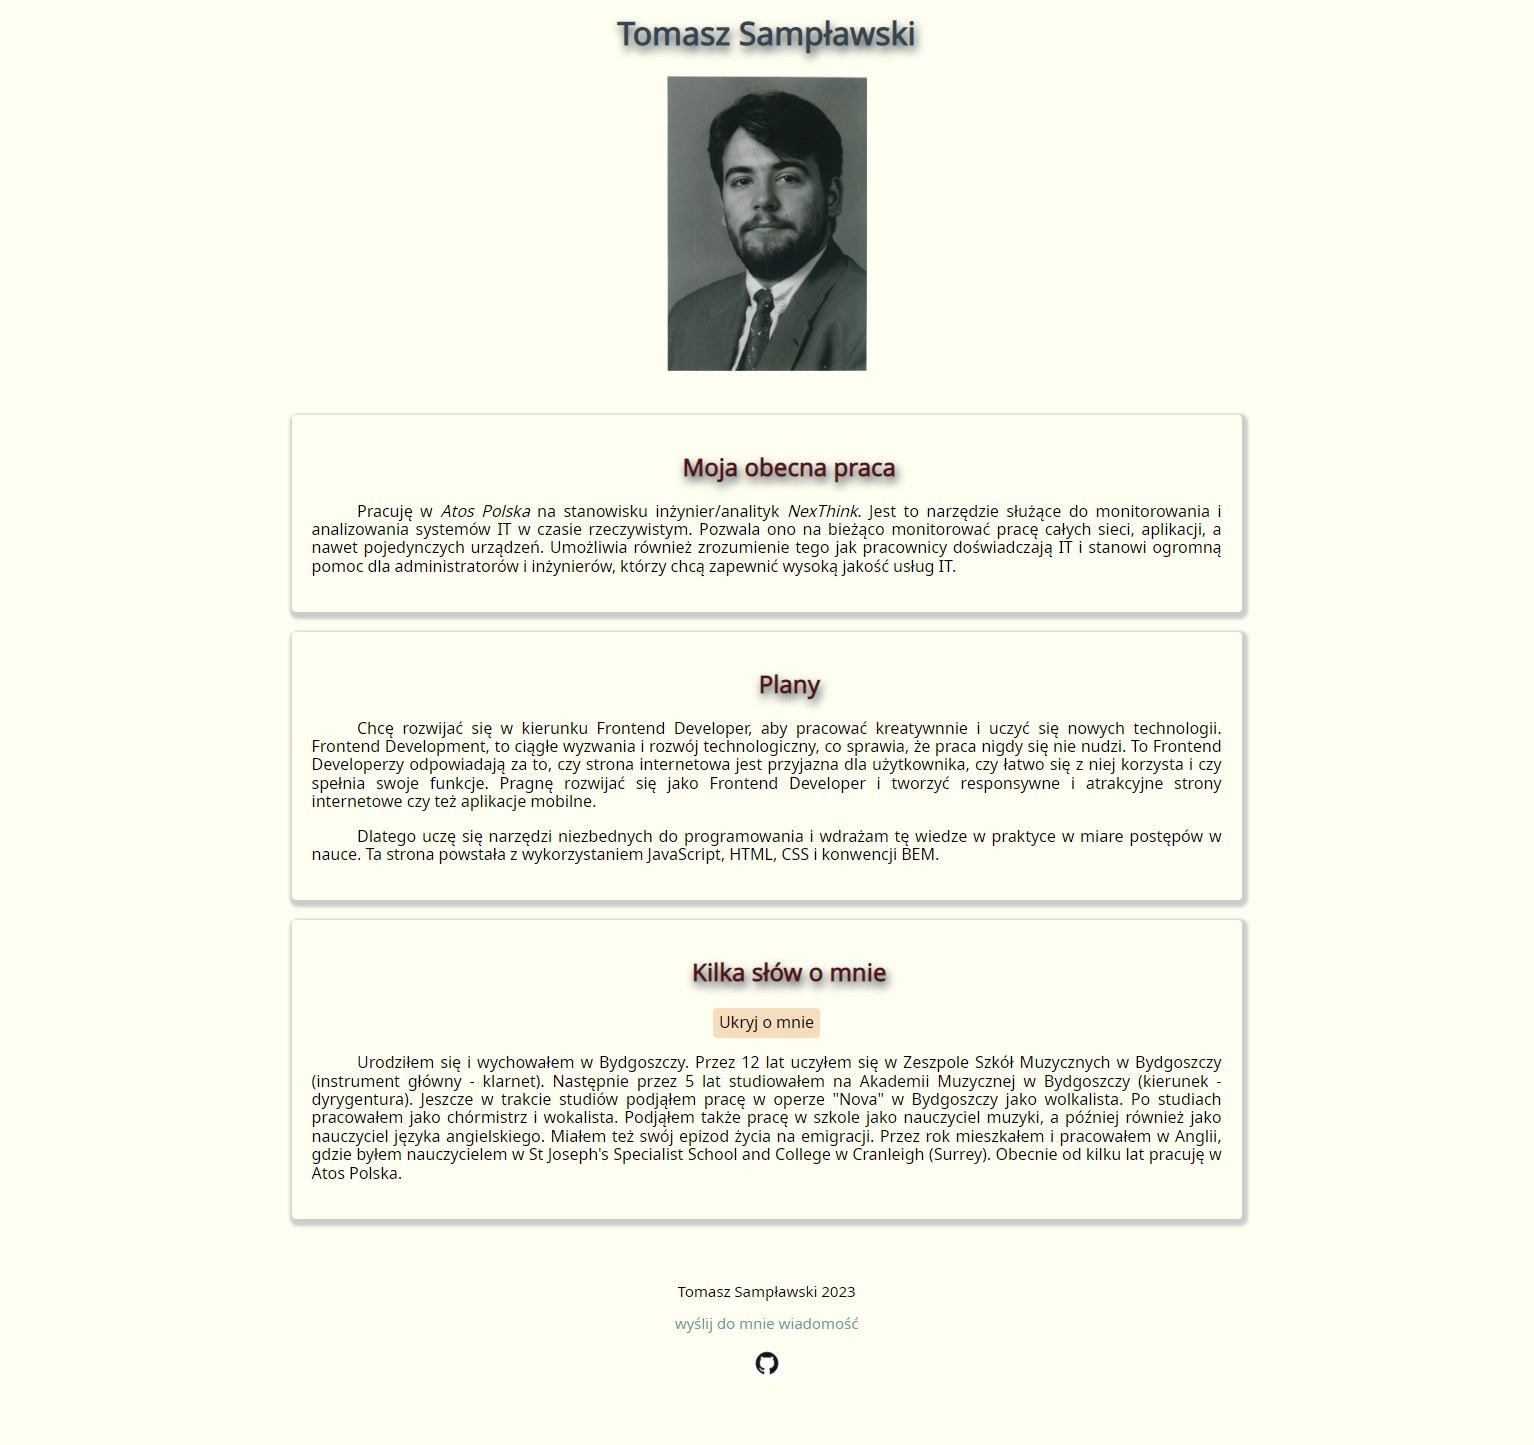 Tomasz Sampławski
Moja obecna praca
Pracuję w Atos Polska na stanowisku inżynier/analityk NexThink. Jest to narzędzie służące do monitorowania i
analizowania systemów IT w czasie rzeczywistym. Pozwala ono na bieżąco monitorować pracę całych sieci, aplikacji, a
nawet pojedynczych urządzeń. Umożliwia również zrozumienie tego jak pracownicy doświadczają IT i stanowi ogromną
pomoc dla administratorów i inżynierów, którzy chcą zapewnić wysoką jakość usług IT.
Plany
Chcę rozwijać się w kierunku Frontend Developer, aby pracować kreatywnnie i uczyć się nowych technologii.
Frontend Development, to ciągłe wyzwania i rozwój technologiczny, co sprawia, że praca nigdy się nie nudzi. To Frontend
Developerzy odpowiadają za to, czy strona internetowa jest przyjazna dla użytkownika, czy łatwo się z niej korzysta i czy
spełnia swoje funkcje. Pragnę rozwijać się jako Frontend Developer i tworzyć responsywne i atrakcyjne strony
internetowe czy też aplikacje mobilne.
Dlatego uczę się narzędzi niezbednych do programowania i wdrażam tę wiedze w praktyce w miare postępów w
nauce. Ta strona powstała z wykorzystaniem JavaScript, HTML, CSS i konwencji BEM.
Kilka słów o mnie
Ukryj o mnie
Urodziłem się i wychowałem w Bydgoszczy. Przez 12 lat uczyłem się w Zeszpole Szkół Muzycznych w Bydgoszczy
(instrument główny - klarnet). Następnie przez 5 lat studiowałem na Akademii Muzycznej w Bydgoszczy (kierunek -
dyrygentura). Jeszcze w trakcie studiów podjąłem pracę w operze "Nova" w Bydgoszczy jako wolkalista. Po studiach
pracowałem jako chórmistrz i wokalista. Podjąłem także pracę w szkole jako nauczyciel muzyki, a później również jako
nauczyciel języka angielskiego. Miałem też swój epizod życia na emigracji. Przez rok mieszkałem i pracowałem w Anglii,
gdzie byłem nauczycielem w St Joseph's Specialist School and College w Cranleigh (Surrey). Obecnie od kilku lat pracuję w
Atos Polska.
Tomasz Sampławski 2023
wyślij do mnie wiadomość